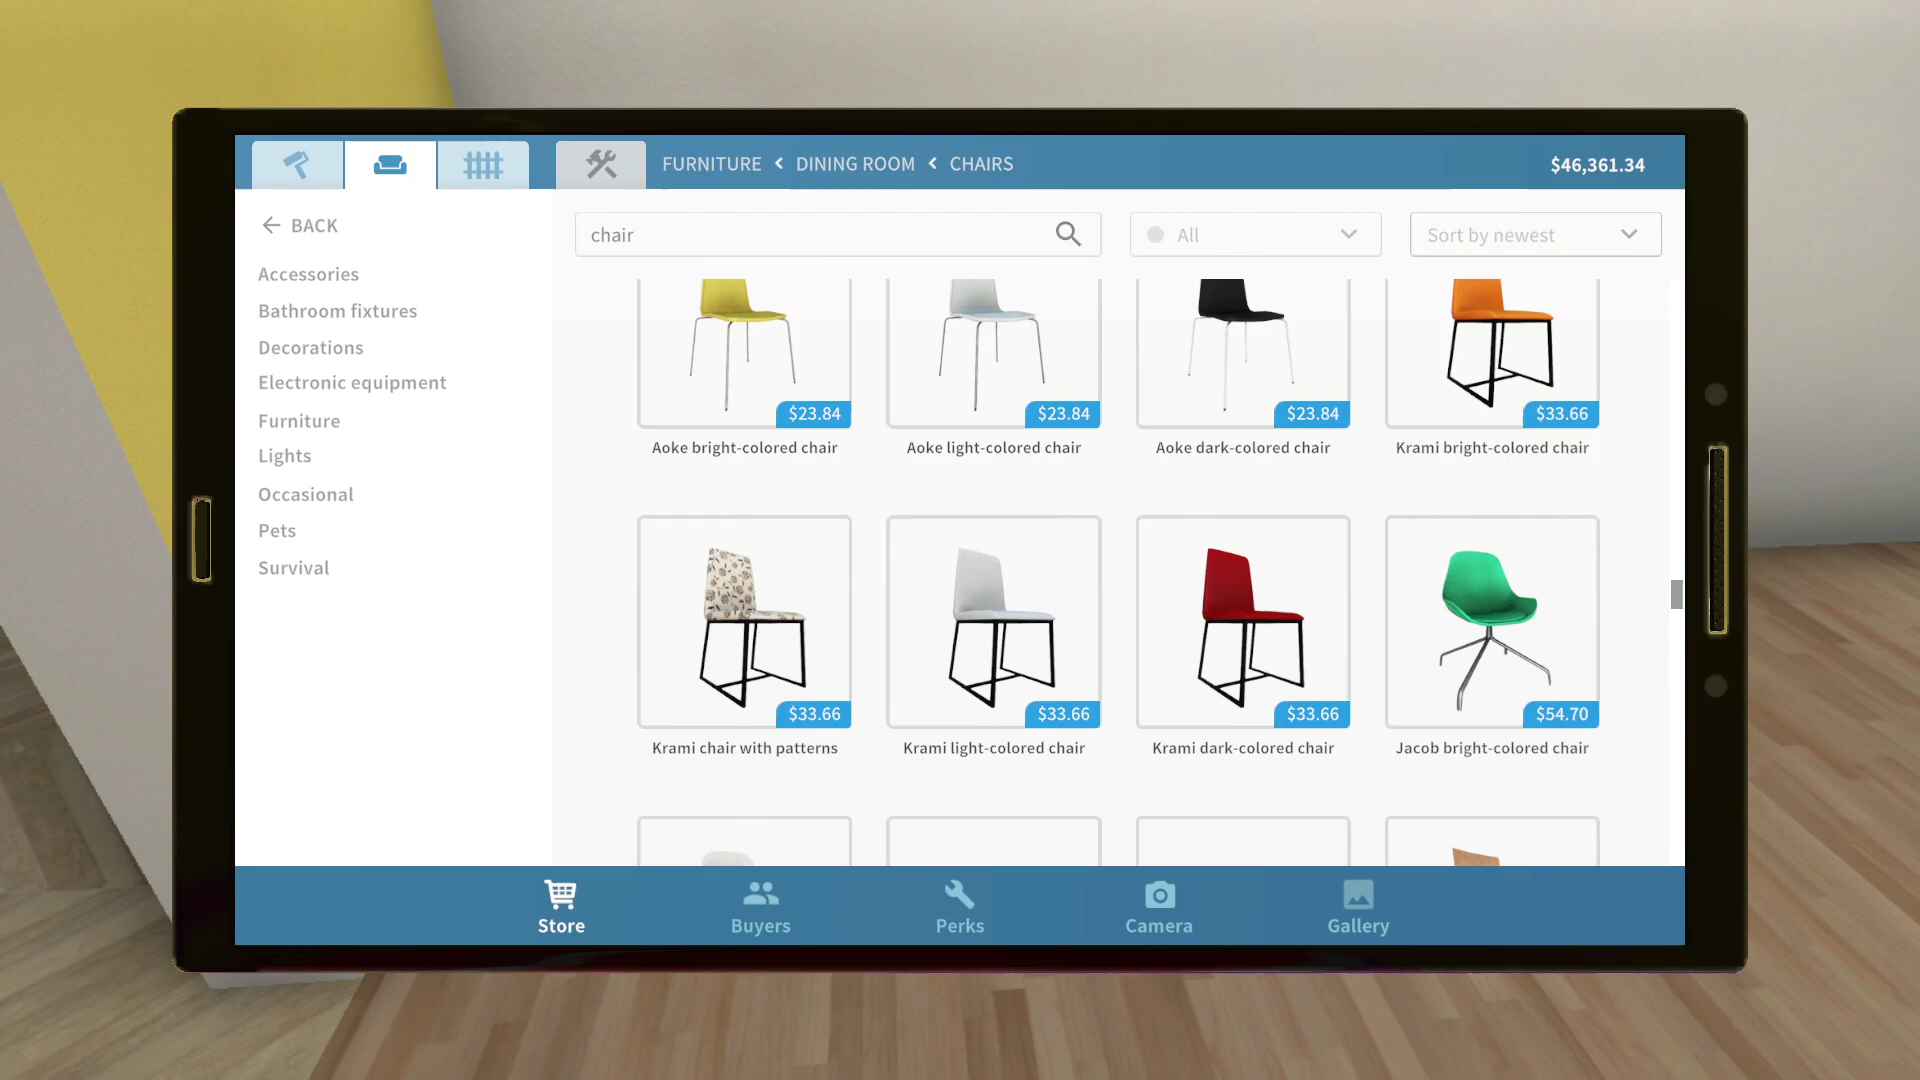 FURNITURE < DINING ROOM < CHAIRS
$46,361.34
BACK
chair
All
Sort by newest
Accessories
Bathroom fixtures
Decorations
Electronic equipment
Furniture
Lights
Occasional
Pets
Survival
$23.84
$23.84
$23.84
$33.66
Aoke bright-colored chair
Aoke light-colored chair
Aoke dark-colored chair
Krami bright-colored chair
$33.66
$33.66
$33.66
$54.70
Krami chair with patterns
Krami light-colored chair
Krami dark-colored chair
Jacob bright-colored chair
Store
Buyers
Perks
Camera
Gallery